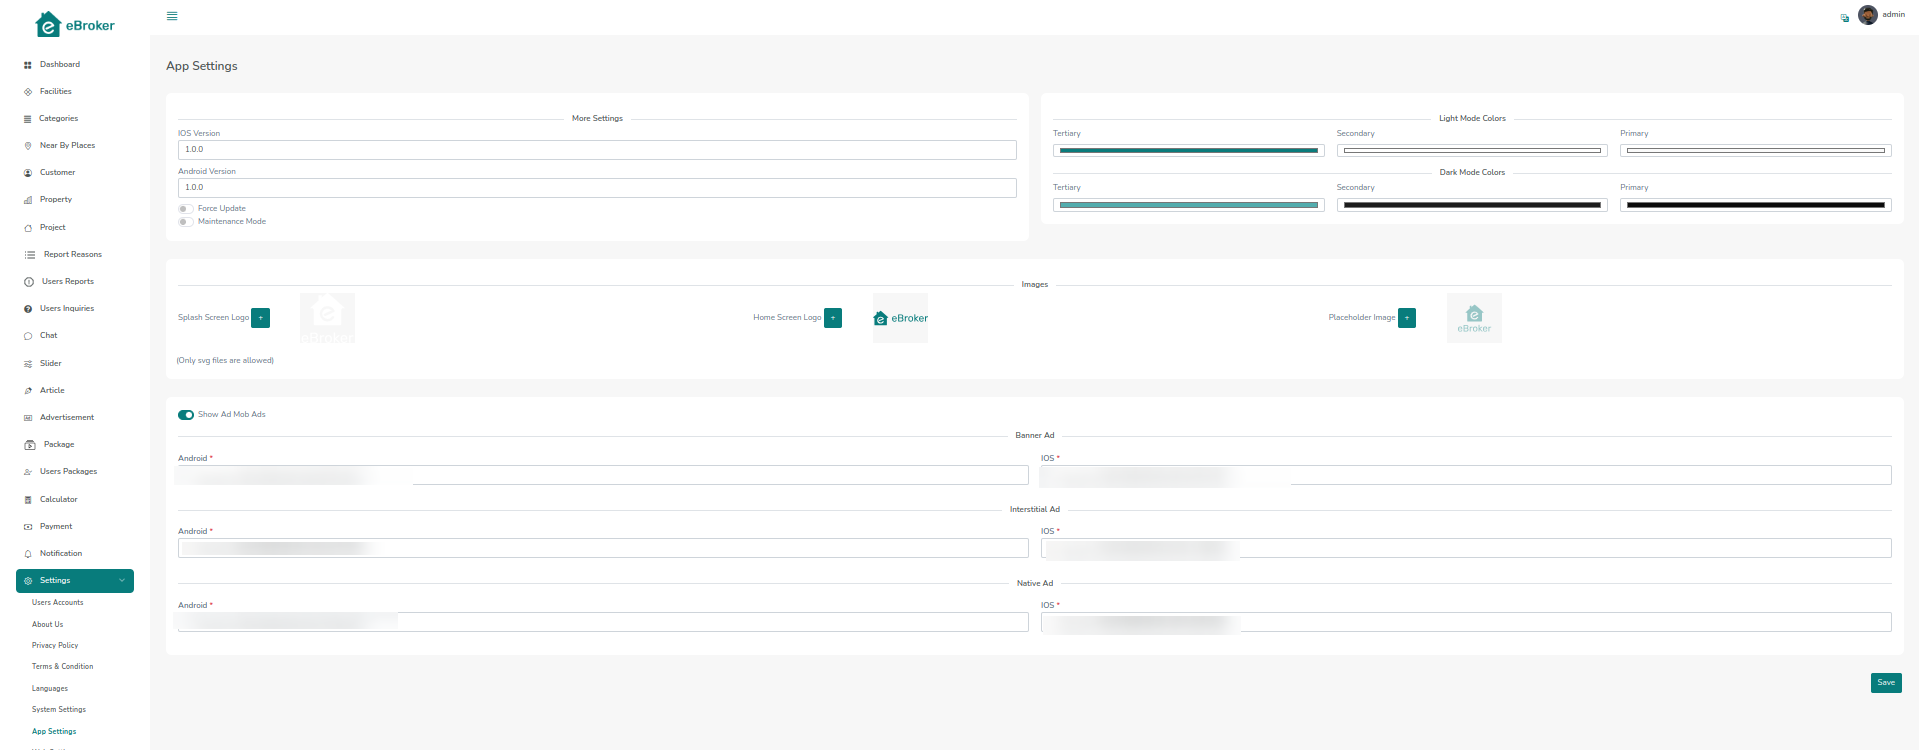 eBroker
admin
Dashboard
Facilities
Categories
Near By Places
Customer
Property
Project
Report Reasons
Users Reports
Users Inquiries
Chat
Slider
Article
Advertisement
Package
Users Packages
Calculator
Payment
Notification
Settings
Users Accounts
About Us
Privacy Policy
Terms & Condition
Languages
System Settings
App Settings
App Settings
More Settings
IOS Version
1.0.0
Android Version
1.0.0
Force Update
Maintenance Mode
Light Mode Colors
Tertiary Secondary Primary
Dark Mode Colors
Tertiary Secondary Primary
Images
Splash Screen Logo +
eBroker
Home Screen Logo +
eBroker
Placeholder Image +
eBroker
(Only svg files are allowed)
Show Ad Mob Ads
Banner Ad
Android * IOS *
Interstitial Ad
Android * IOS *
Native Ad
Android * IOS *
Save